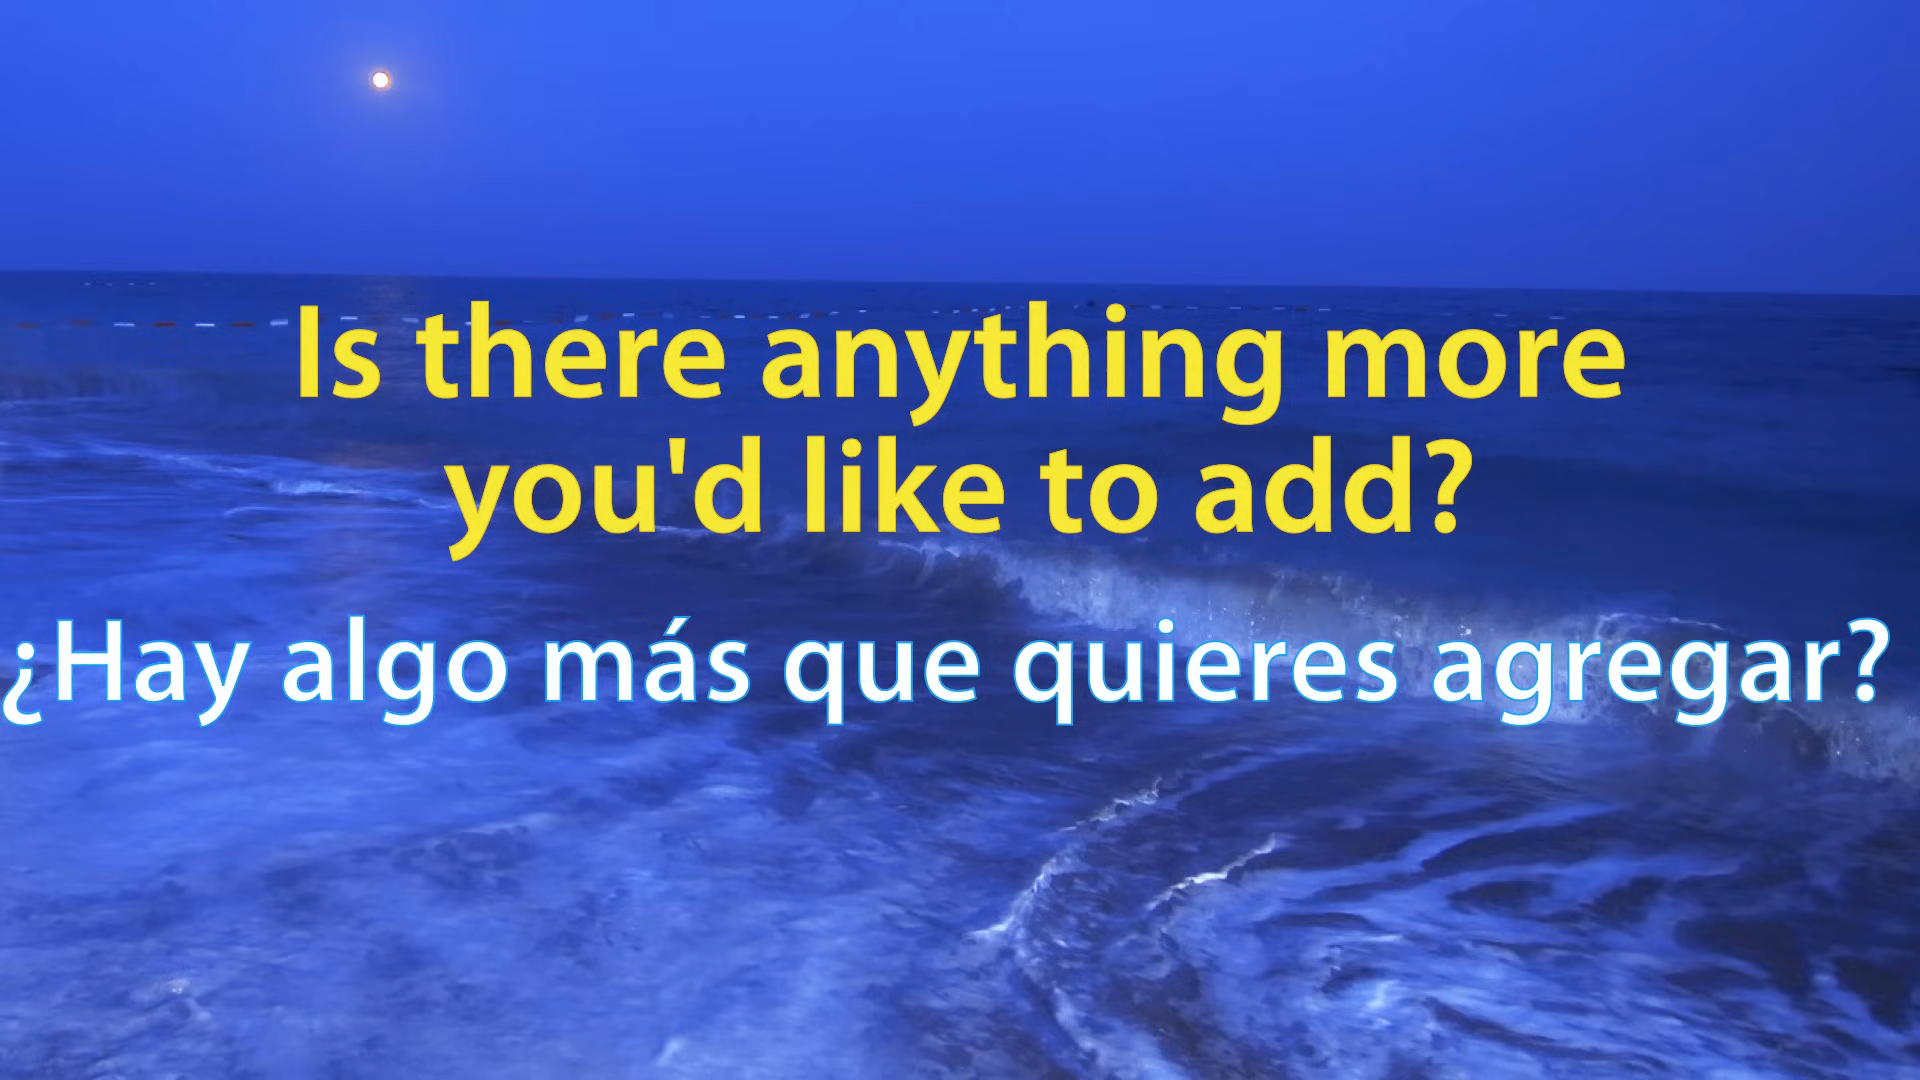 Is there anything more
you'd like to add?
¿Hay algo más que quieres agregar?